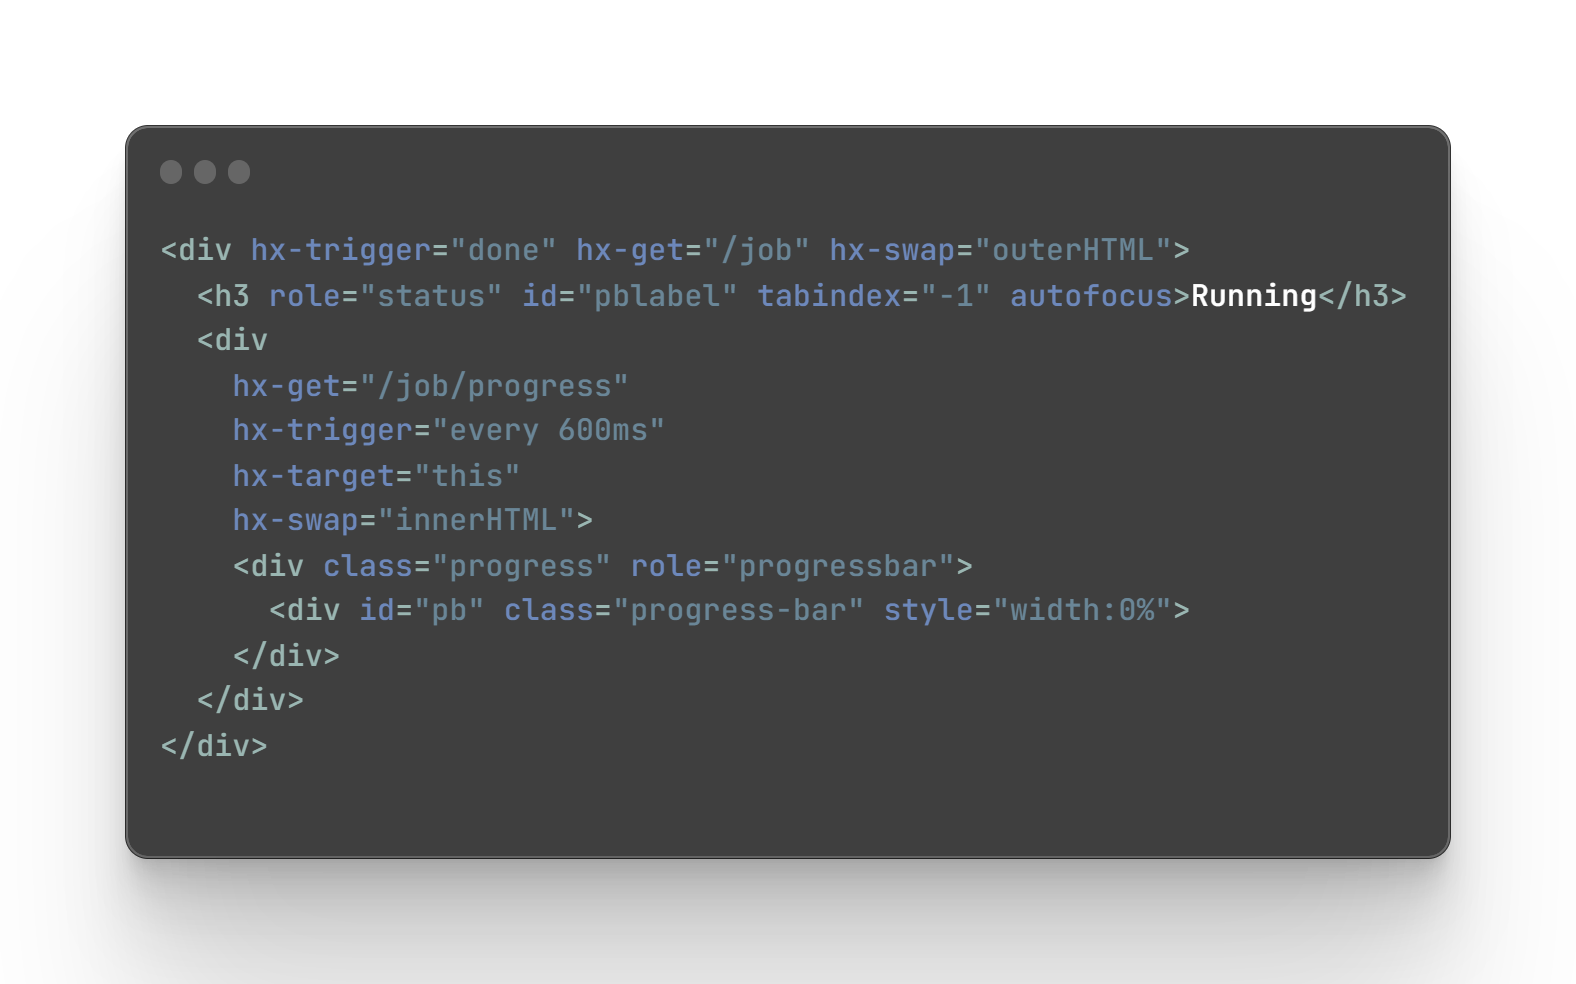 <div hx-trigger="done" hx-get="/job" hx-swap="outerHTML">
  <h3 role="status" id="pblabel" tabindex="-1" autofocus>Running</h3>
  <div
    hx-get="/job/progress"
    hx-trigger="every 600ms"
    hx-target="this"
    hx-swap="innerHTML">
    <div class="progress" role="progressbar">
      <div id="pb" class="progress-bar" style="width:0%">
    </div>
  </div>
</div>